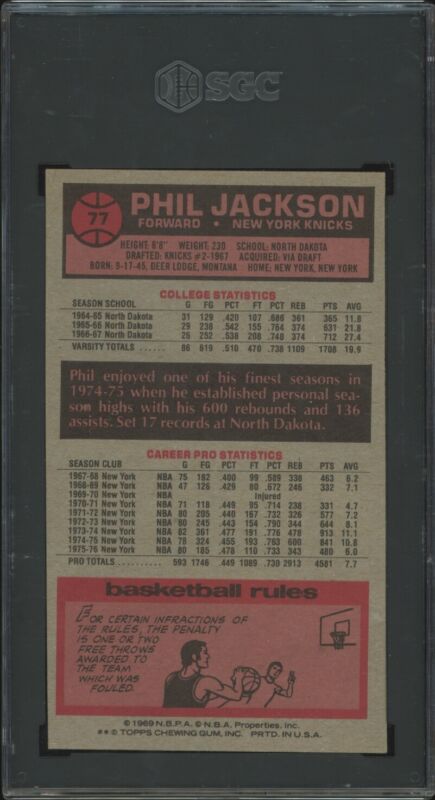 SGC
77
PHIL JACKSON
FORWARD • NEW YORK KNICKS
HEIGHT: 6'8" WEIGHT: 230 SCHOOL: NORTH DAKOTA
DRAFTED: KNICKS #2-1967 ACQUIRED: VIA DRAFT
BORN: 9-17-45, DEER LODGE, MONTANA HOME: NEW YORK, NEW YORK
COLLEGE STATISTICS
SEASON SCHOOL G FG PCT FT PCT REB PTS AVG
1964-65 North Dakota 31 129 .420 107 .686 361 365 11.8
1965-66 North Dakota 29 238 .542 155 .764 374 631 21.8
1966-67 North Dakota 26 252 .538 208 .748 374 712 27.4
VARSITY TOTALS ...... 86 619 .510 470 .738 1109 1708 19.9
Phil enjoyed one of his finest seasons in
1974-75 when he established personal sea-
son highs with his 600 rebounds and 136
assists. Set 17 records at North Dakota.
CAREER PRO STATISTICS
SEASON CLUB G FG PCT FT PCT REB PTS AVG
1967-68 New York NBA 75 182 .400 99 .589 338 463 6.2
1968-69 New York NBA 47 126 .429 80 .672 246 332 7.1
1969-70 New York NBA Injured
1970-71 New York NBA 71 118 .449 95 .714 238 331 4.7
1971-72 New York NBA 80 205 .440 167 .732 326 577 7.2
1972-73 New York NBA 80 245 .443 154 .790 344 644 8.1
1973-74 New York NBA 82 361 .477 191 .776 478 913 11.1
1974-75 New York NBA 78 324 .455 193 .763 600 841 10.8
1975-76 New York NBA 80 185 .478 110 .733 343 480 6.0
PRO TOTALS .......... 593 1746 .449 1089 .730 2913 4581 7.7
basketball rules
FOR CERTAIN INFRACTIONS OF
THE RULES, THE PENALTY
IS ONE OR TWO
FREE THROWS
AWARDED TO
THE TEAM
WHICH WAS
FOULED.
© 1969 N.B.P.A. © N.B.A. Properties, Inc.
** © TOPPS CHEWING GUM, INC. PRTD. IN U.S.A.